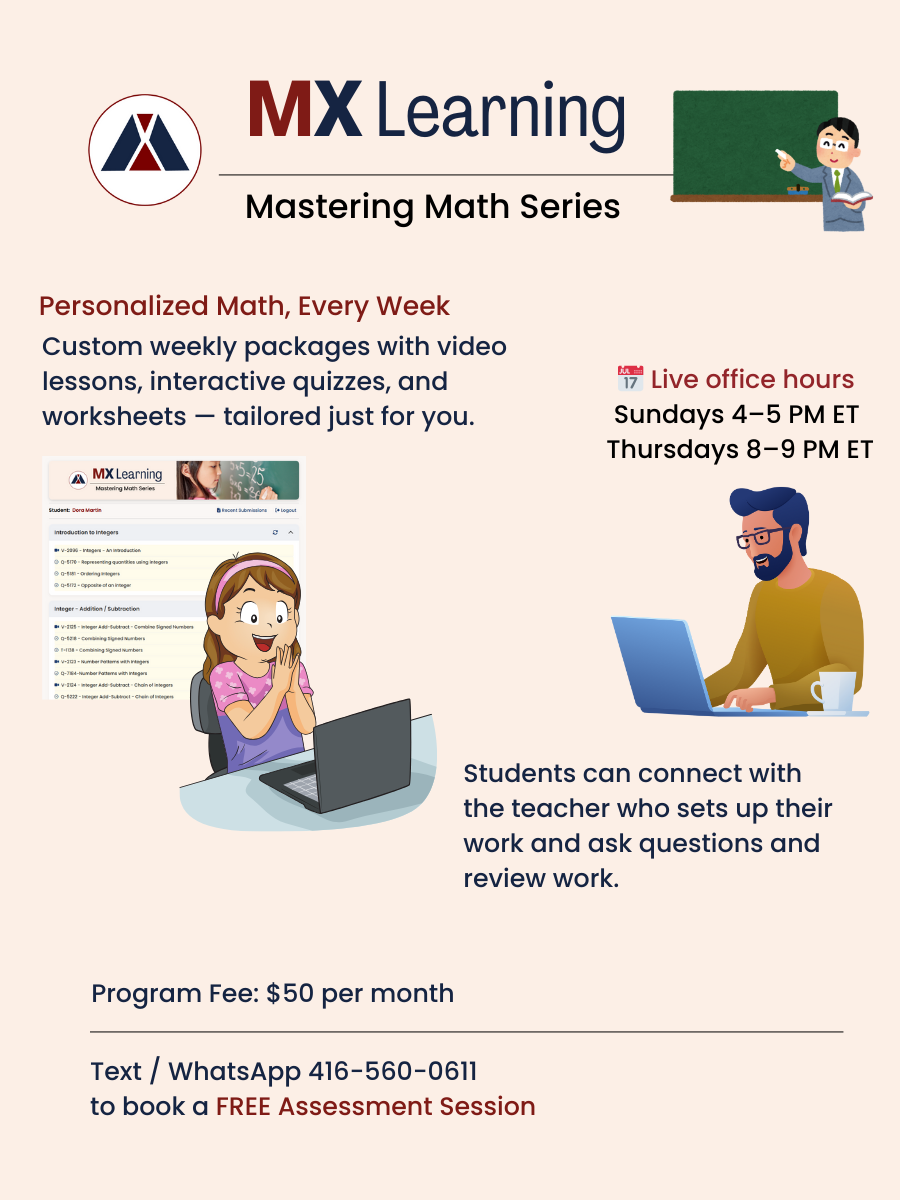 MX Learning
Mastering Math Series
Personalized Math, Every Week
Custom weekly packages with video
lessons, interactive quizzes, and
worksheets — tailored just for you.
JUL
17
Live office hours
Sundays 4–5 PM ET
Thursdays 8–9 PM ET
MX Learning
Mastering Math Series
Student: Dora Martin
Recent Submissions
Logout
Introduction to Integers
V-2096 - Integers - An Introduction
Q-5170 - Representing quantities using Integers
Q-5181 - Ordering Integers
Q-5172 - Opposite of an Integer
Integer - Addition / Subtraction
V-2125 - Integer Add-Subtract - Combine Signed Numbers
Q-5216 - Combining Signed Numbers
T-1138 - Combining Signed Numbers
V-2123 - Number Patterns with Integers
Q-7164-Number Patterns with Integers
V-2124 - Integer Add-Subtract - Chain of Integers
Q-5222 - Integer Add-Subtract - Chain of Integers
Students can connect with
the teacher who sets up their
work and ask questions and
review work.
Program Fee: $50 per month
Text / WhatsApp 416-560-0611
to book a FREE Assessment Session